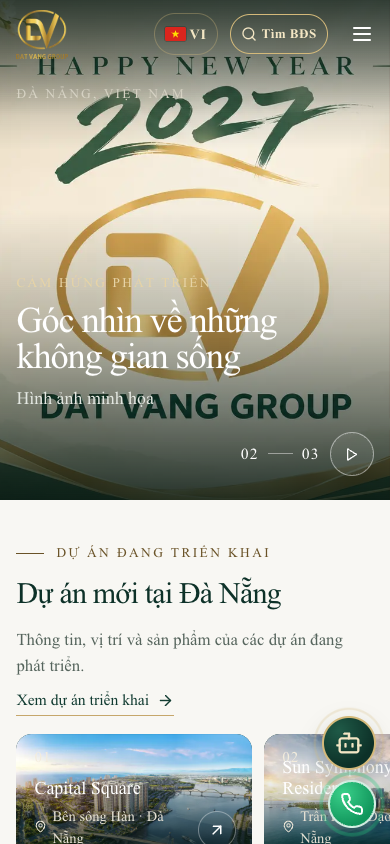 DV
DAT VANG GROUP
VI
Tìm BĐS
HAPPY NEW YEAR
ĐÀ NẴNG, VIỆT NAM
2027
CẢM HỨNG PHÁT TRIỂN
Góc nhìn về những
không gian sống
Hình ảnh minh họa
DAT VANG GROUP
02 — 03
DỰ ÁN ĐANG TRIỂN KHAI
Dự án mới tại Đà Nẵng
Thông tin, vị trí và sản phẩm của các dự án đang
phát triển.
Xem dự án triển khai
Capital Square
Bên sông Hàn · Đà
Nẵng
02
Sun Symphony
Reside
Trần
Đạo
Nẵng